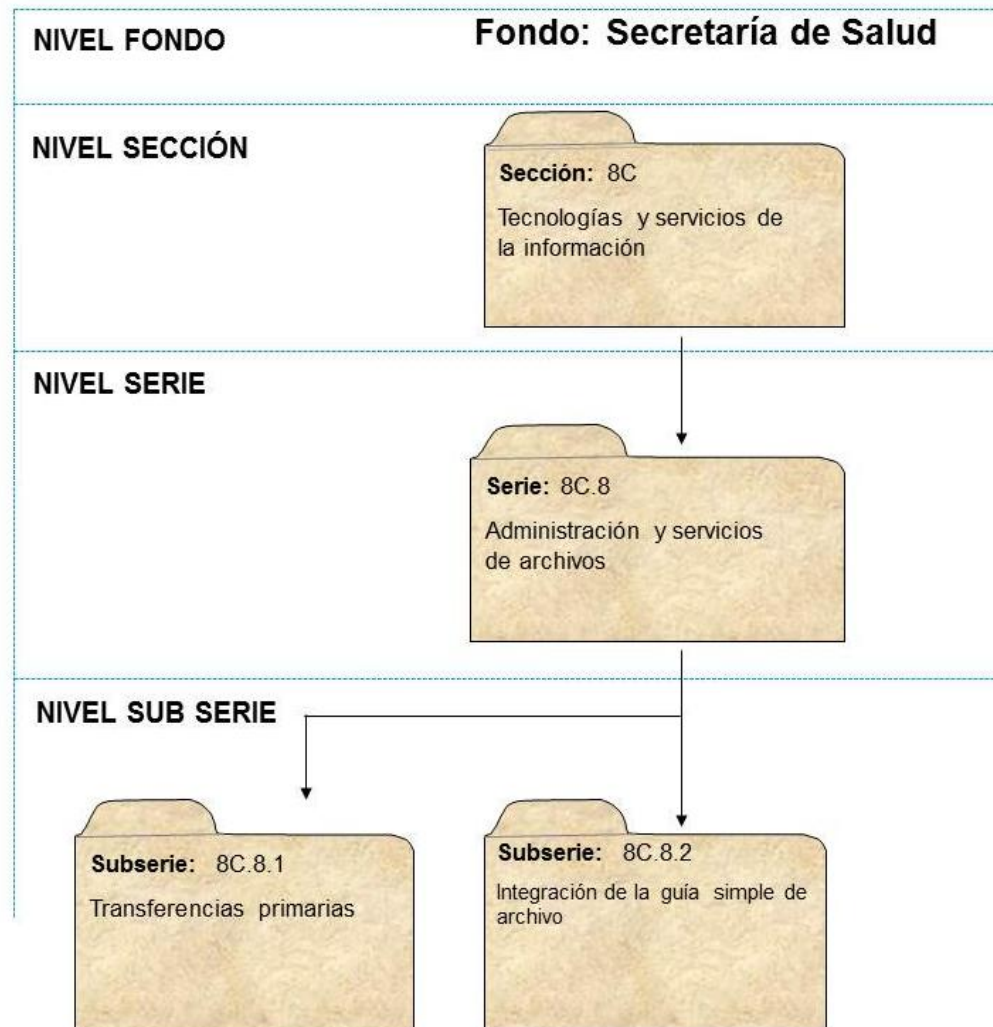 NIVEL FONDO
Fondo: Secretaría de Salud
NIVEL SECCIÓN
Sección: 8C
Tecnologías y servicios de
la información
NIVEL SERIE
Serie: 8C.8
Administración y servicios
de archivos
NIVEL SUB SERIE
Subserie: 8C.8.1
Transferencias primarias
Subserie: 8C.8.2
Integración de la guía simple de
archivo